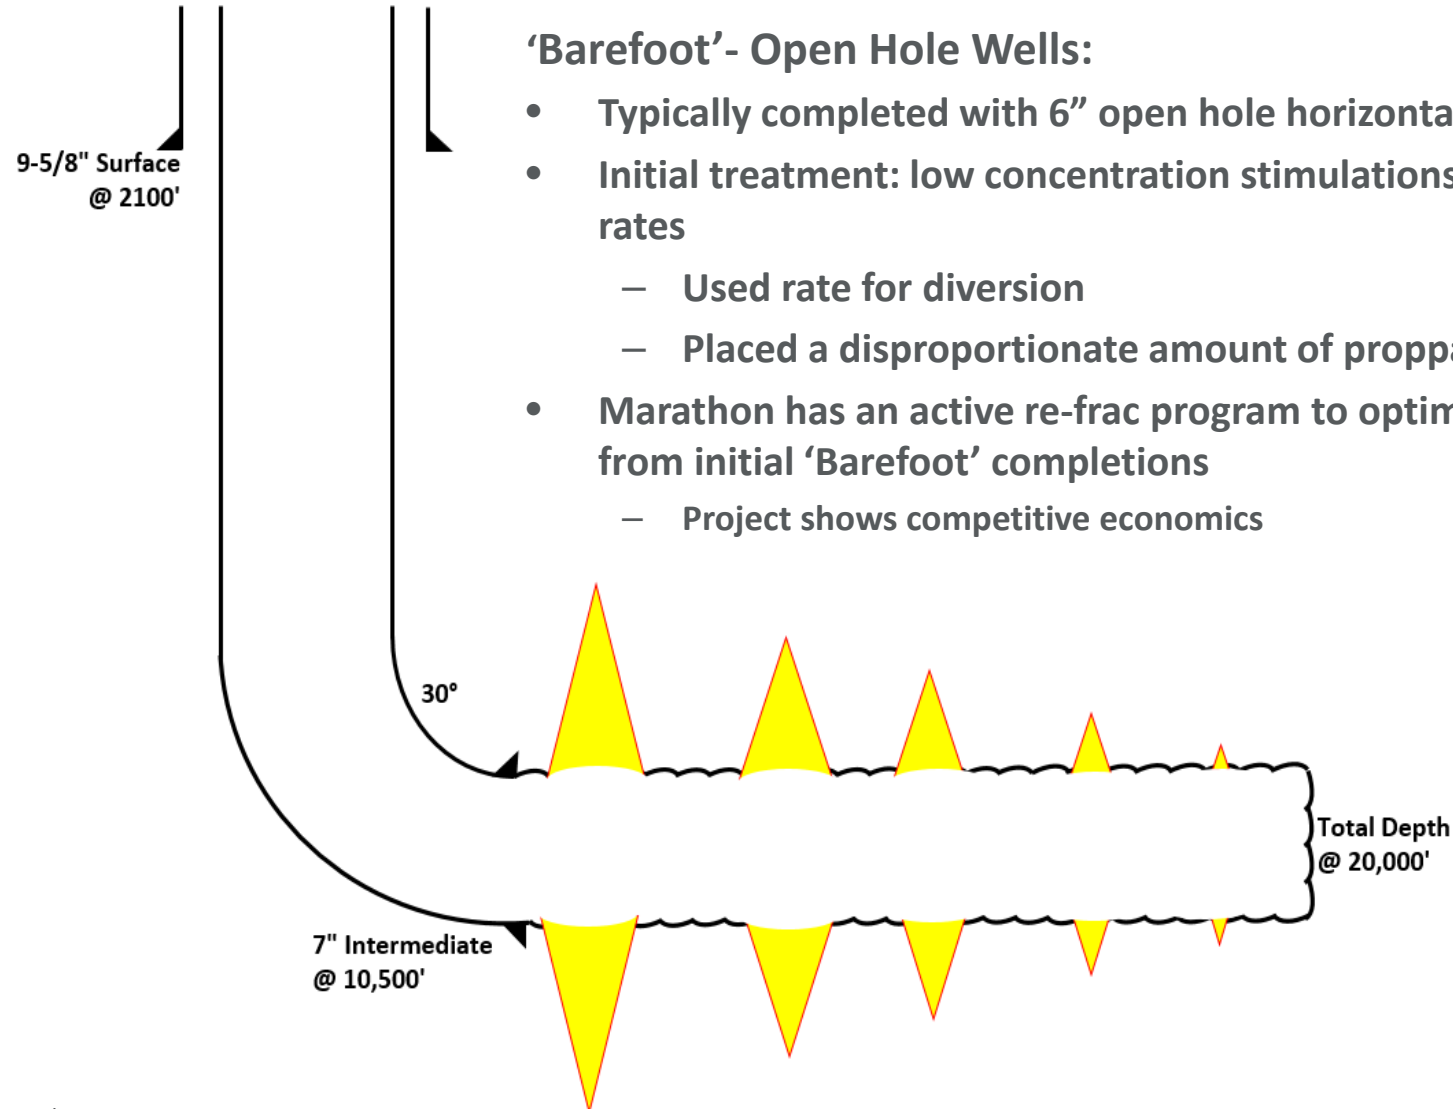 ‘Barefoot’- Open Hole Wells:
• Typically completed with 6” open hole horizonta
• Initial treatment: low concentration stimulations
rates
– Used rate for diversion
– Placed a disproportionate amount of proppa
• Marathon has an active re-frac program to optim
from initial ‘Barefoot’ completions
– Project shows competitive economics
9-5/8" Surface
@ 2100'
30°
7" Intermediate
@ 10,500'
Total Depth
@ 20,000'